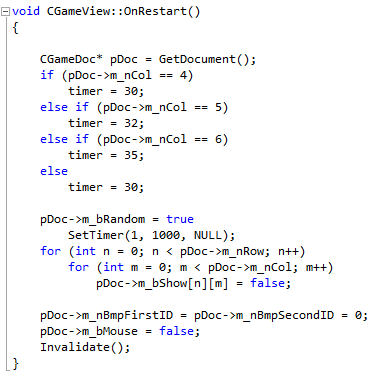 void CGameView::OnRestart()
{
CGameDoc* pDoc = GetDocument();
if (pDoc->m_nCol == 4)
timer = 30;
else if (pDoc->m_nCol == 5)
timer = 32;
else if (pDoc->m_nCol == 6)
timer = 35;
else
timer = 30;
pDoc->m_bRandom = true
SetTimer(1, 1000, NULL);
for (int n = 0; n < pDoc->m_nRow; n++)
for (int m = 0; m < pDoc->m_nCol; m++)
pDoc->m_bShow[n][m] = false;
pDoc->m_nBmpFirstID = pDoc->m_nBmpSecondID = 0;
pDoc->m_bMouse = false;
Invalidate();
}